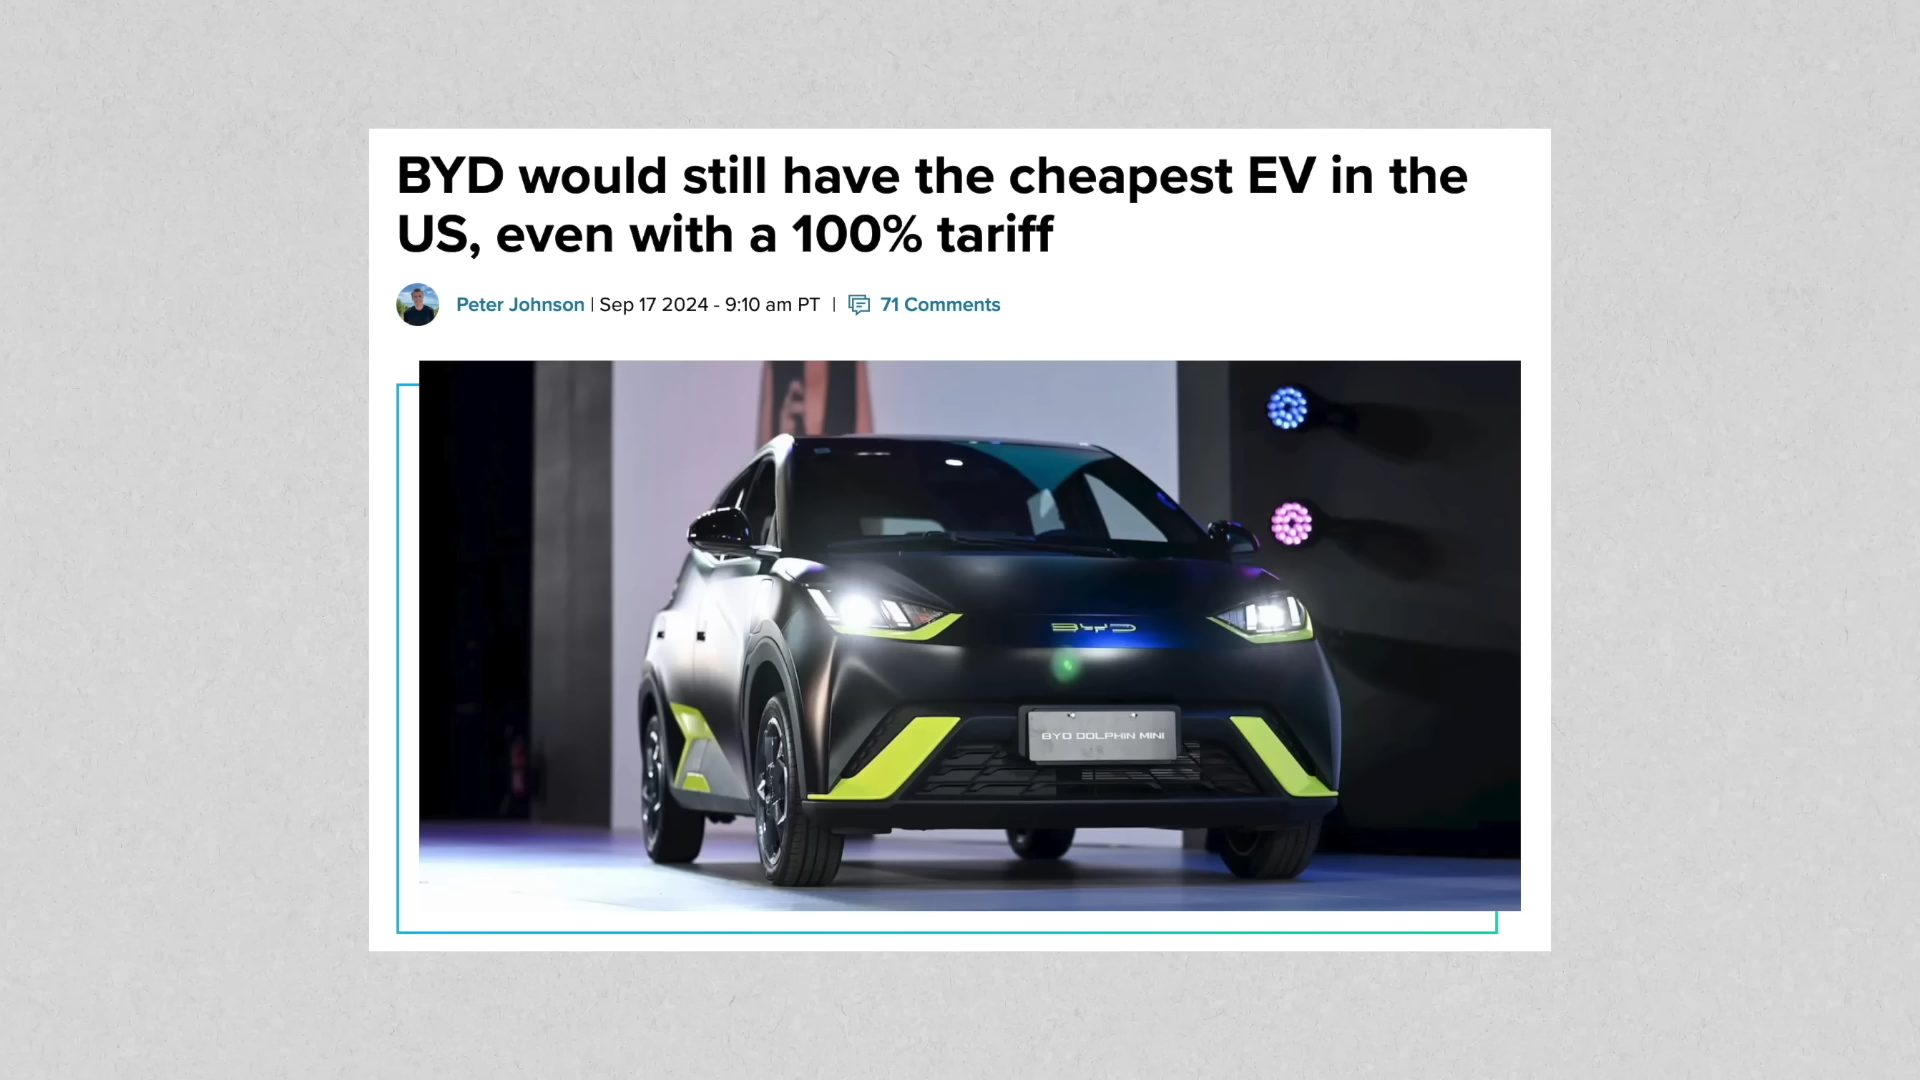 BYD would still have the cheapest EV in the
US, even with a 100% tariff
Peter Johnson | Sep 17 2024 - 9:10 am PT | 71 Comments
BYD
BYD DOLPHIN MINI